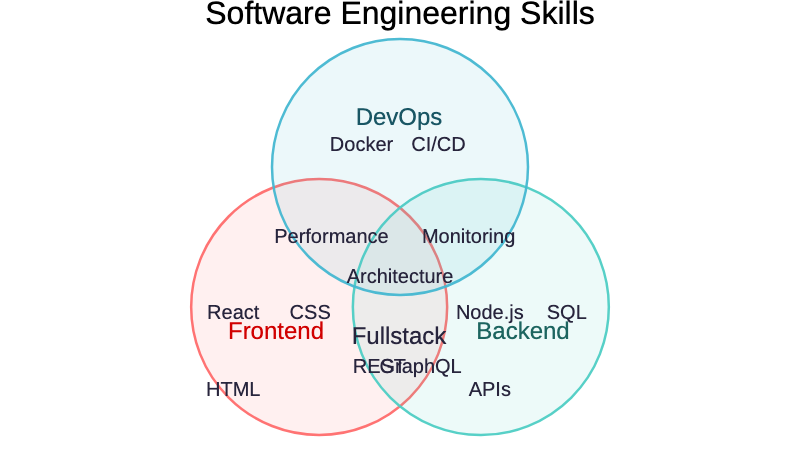 Software Engineering Skills
DevOps
Docker CI/CD
Performance Monitoring
Architecture
React CSS Node.js SQL
Frontend Fullstack Backend
REST GraphQL
HTML APIs